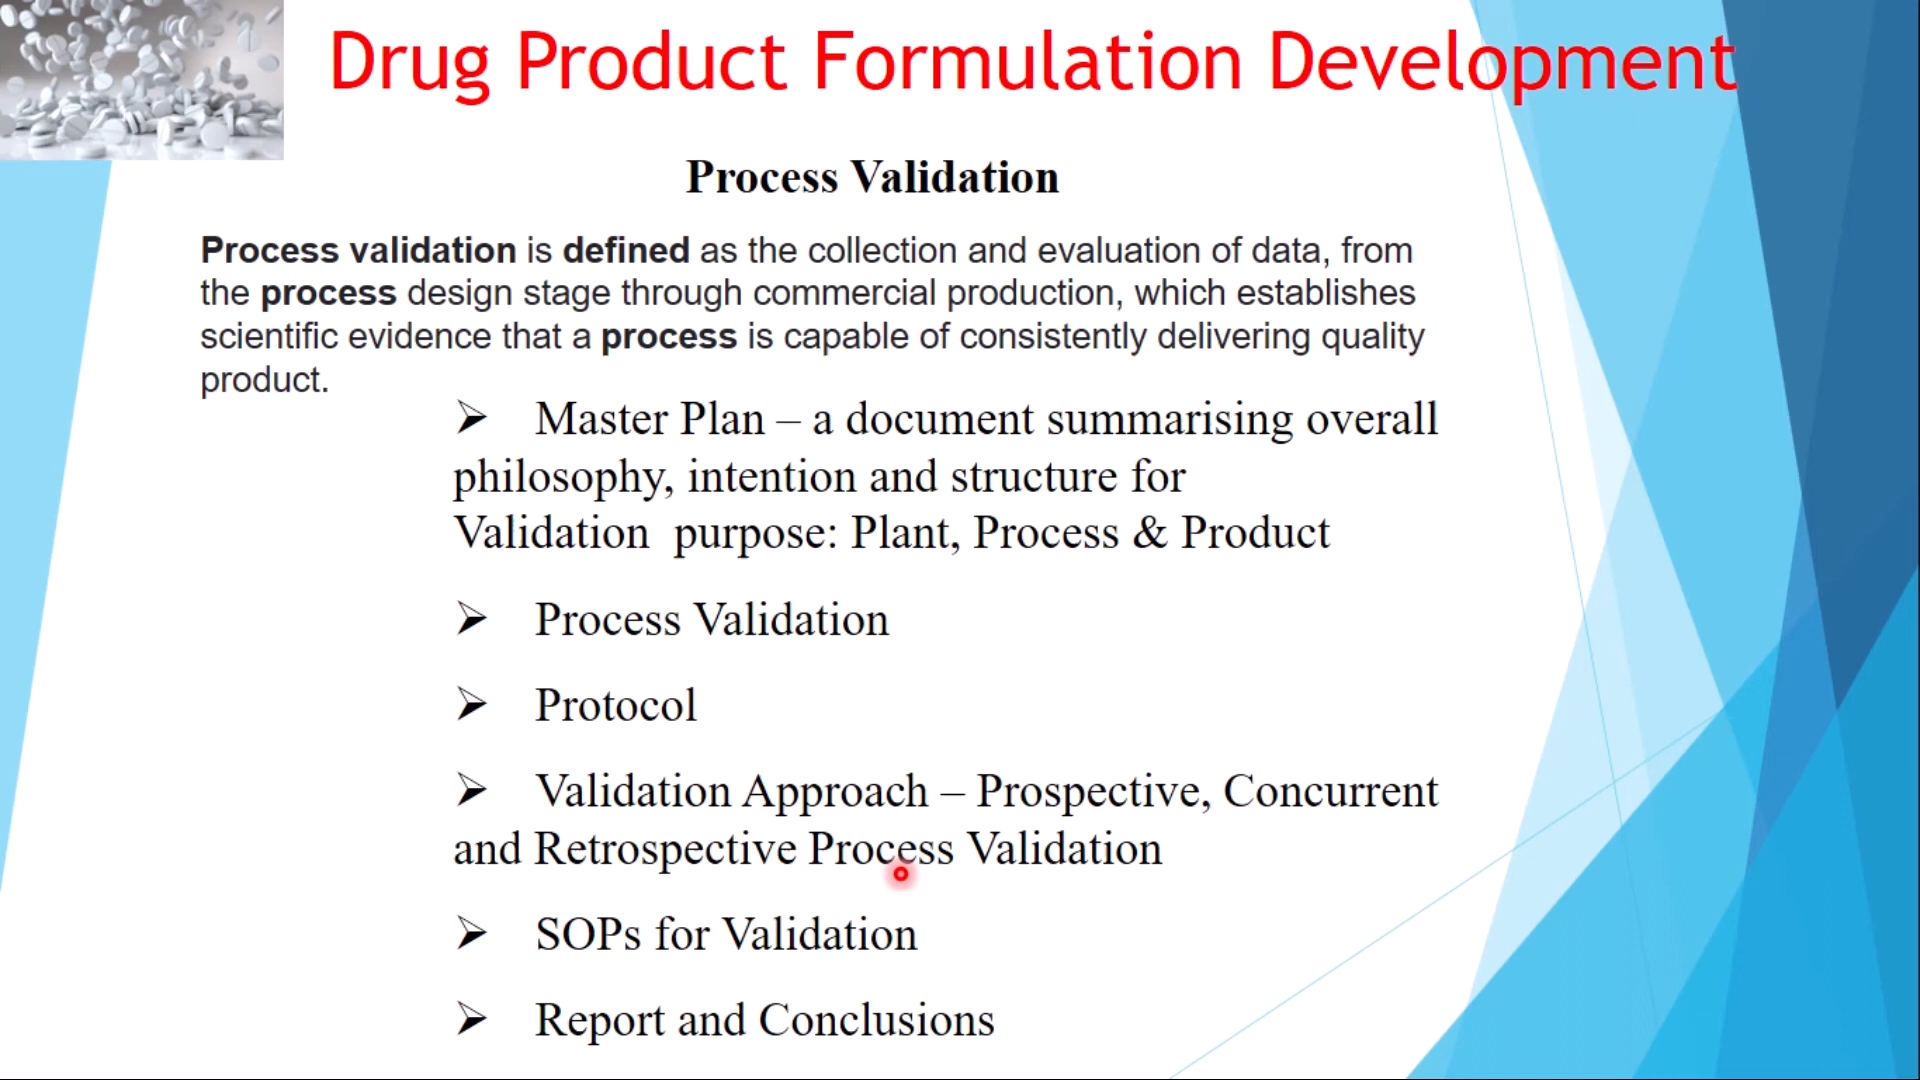 Drug Product Formulation Development
Process Validation
Process validation is defined as the collection and evaluation of data, from
the process design stage through commercial production, which establishes
scientific evidence that a process is capable of consistently delivering quality
product.
➢ Master Plan – a document summarising overall
philosophy, intention and structure for
Validation  purpose: Plant, Process & Product
➢ Process Validation
➢ Protocol
➢ Validation Approach – Prospective, Concurrent
and Retrospective Process Validation
➢ SOPs for Validation
➢ Report and Conclusions